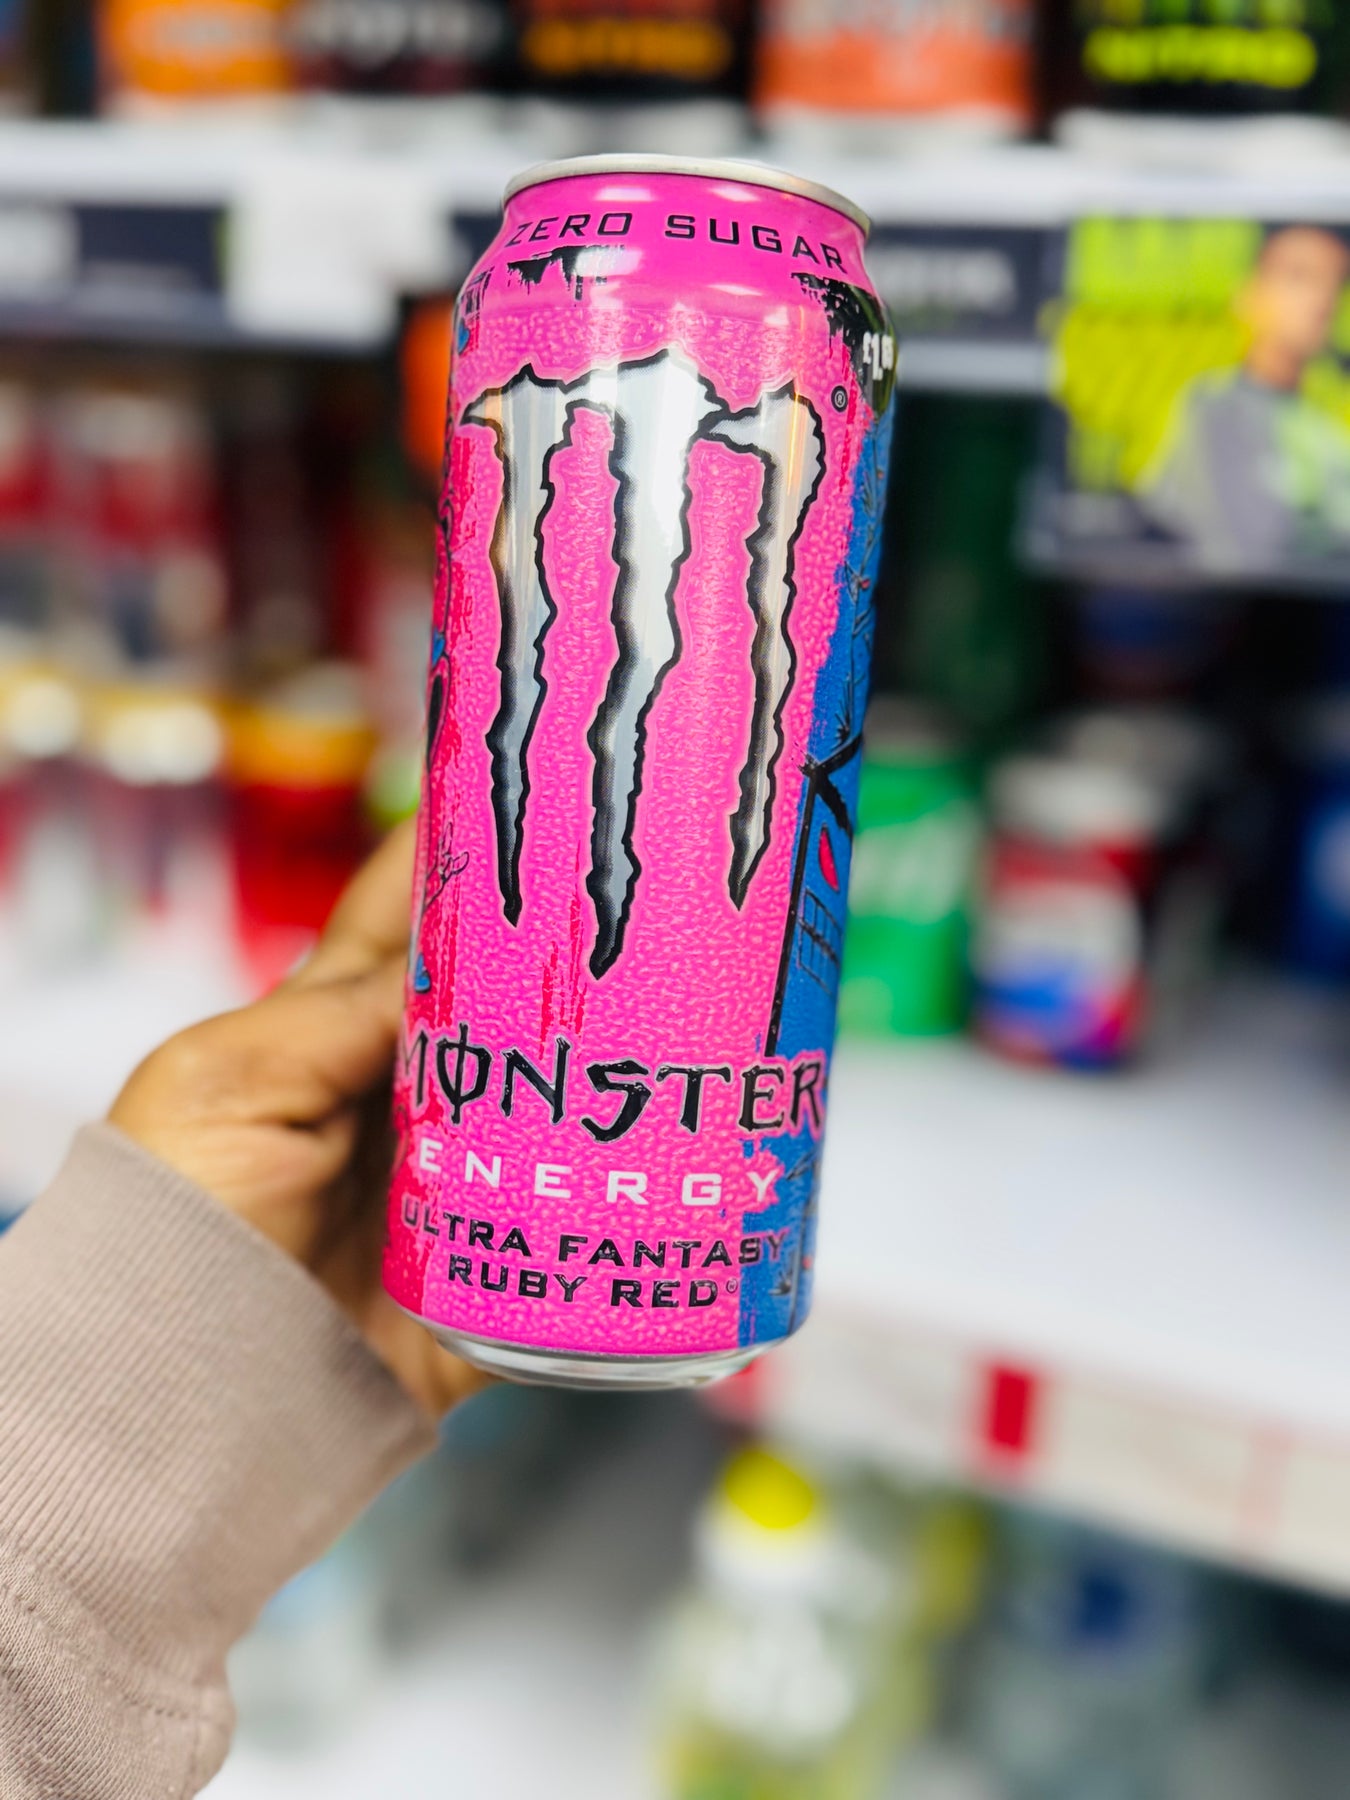 ZERO SUGAR
®
MONSTER
ENERGY
ULTRA FANTASY
RUBY RED®